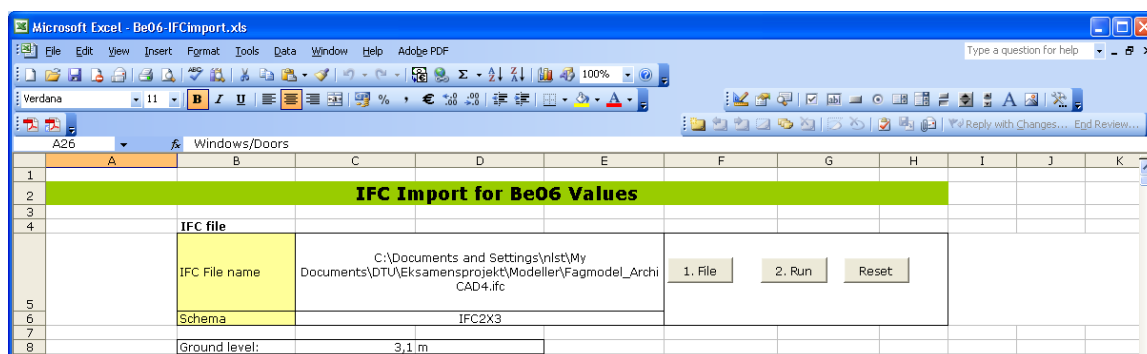 Microsoft Excel - Be06-IFCimport.xls
File Edit View Insert Format Tools Data Window Help Adobe PDF Type a question for help
100%
Verdana 11 B I U
Reply with Changes... End Review...
A26 fx Windows/Doors
A B C D E F G H I J K
1
2 IFC Import for Be06 Values
3
4 IFC file
C:\Documents and Settings\nlst\My
IFC File name Documents\DTU\Eksamensprojekt\Modeller\Fagmodel_Archi 1. File 2. Run Reset
CAD4.ifc
5
6 Schema IFC2X3
7
8 Ground level: 3,1 m